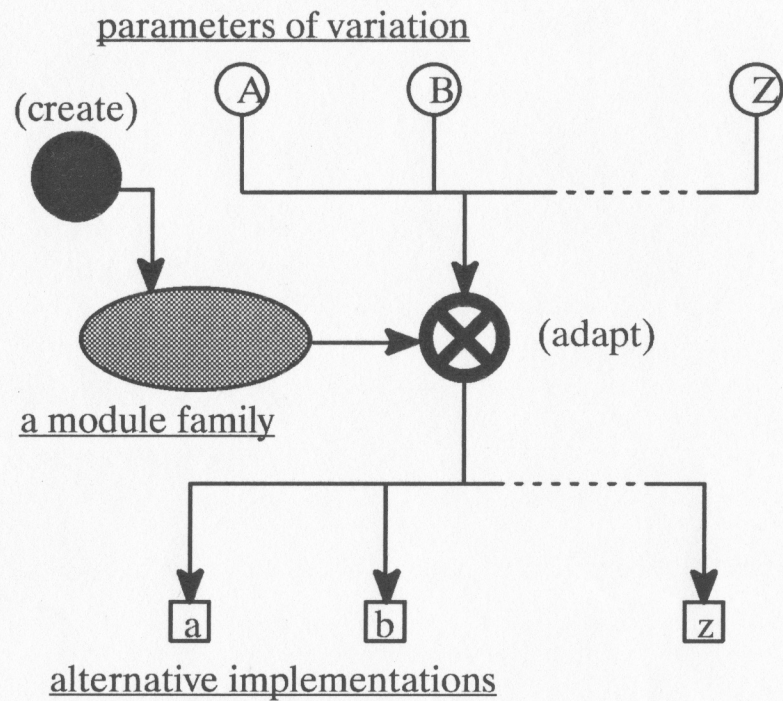 parameters of variation
A B Z
(create)
(adapt)
a module family
a b z
alternative implementations